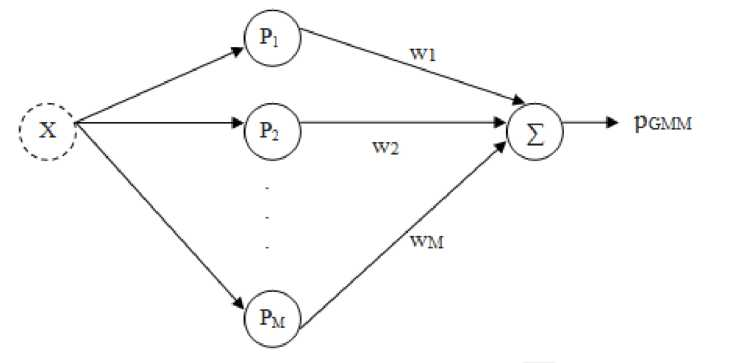 P1
w1
X
P2
w2
Σ
pGMM
.
.
.
wM
PM